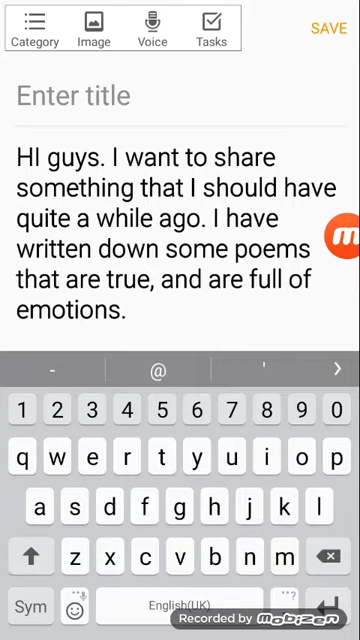 Category Image Voice Tasks SAVE
Enter title
HI guys. I want to share
something that I should have
quite a while ago. I have
written down some poems
that are true, and are full of
emotions.
- @ ' >
1 2 3 4 5 6 7 8 9 0
q w e r t y u i o p
a s d f g h j k l
z x c v b n m
Sym English(UK)
Recorded by mobizen